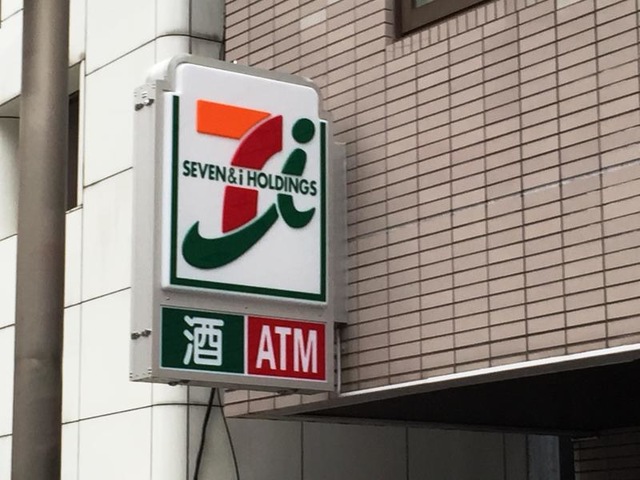 SEVEN&i HOLDINGS
酒 ATM